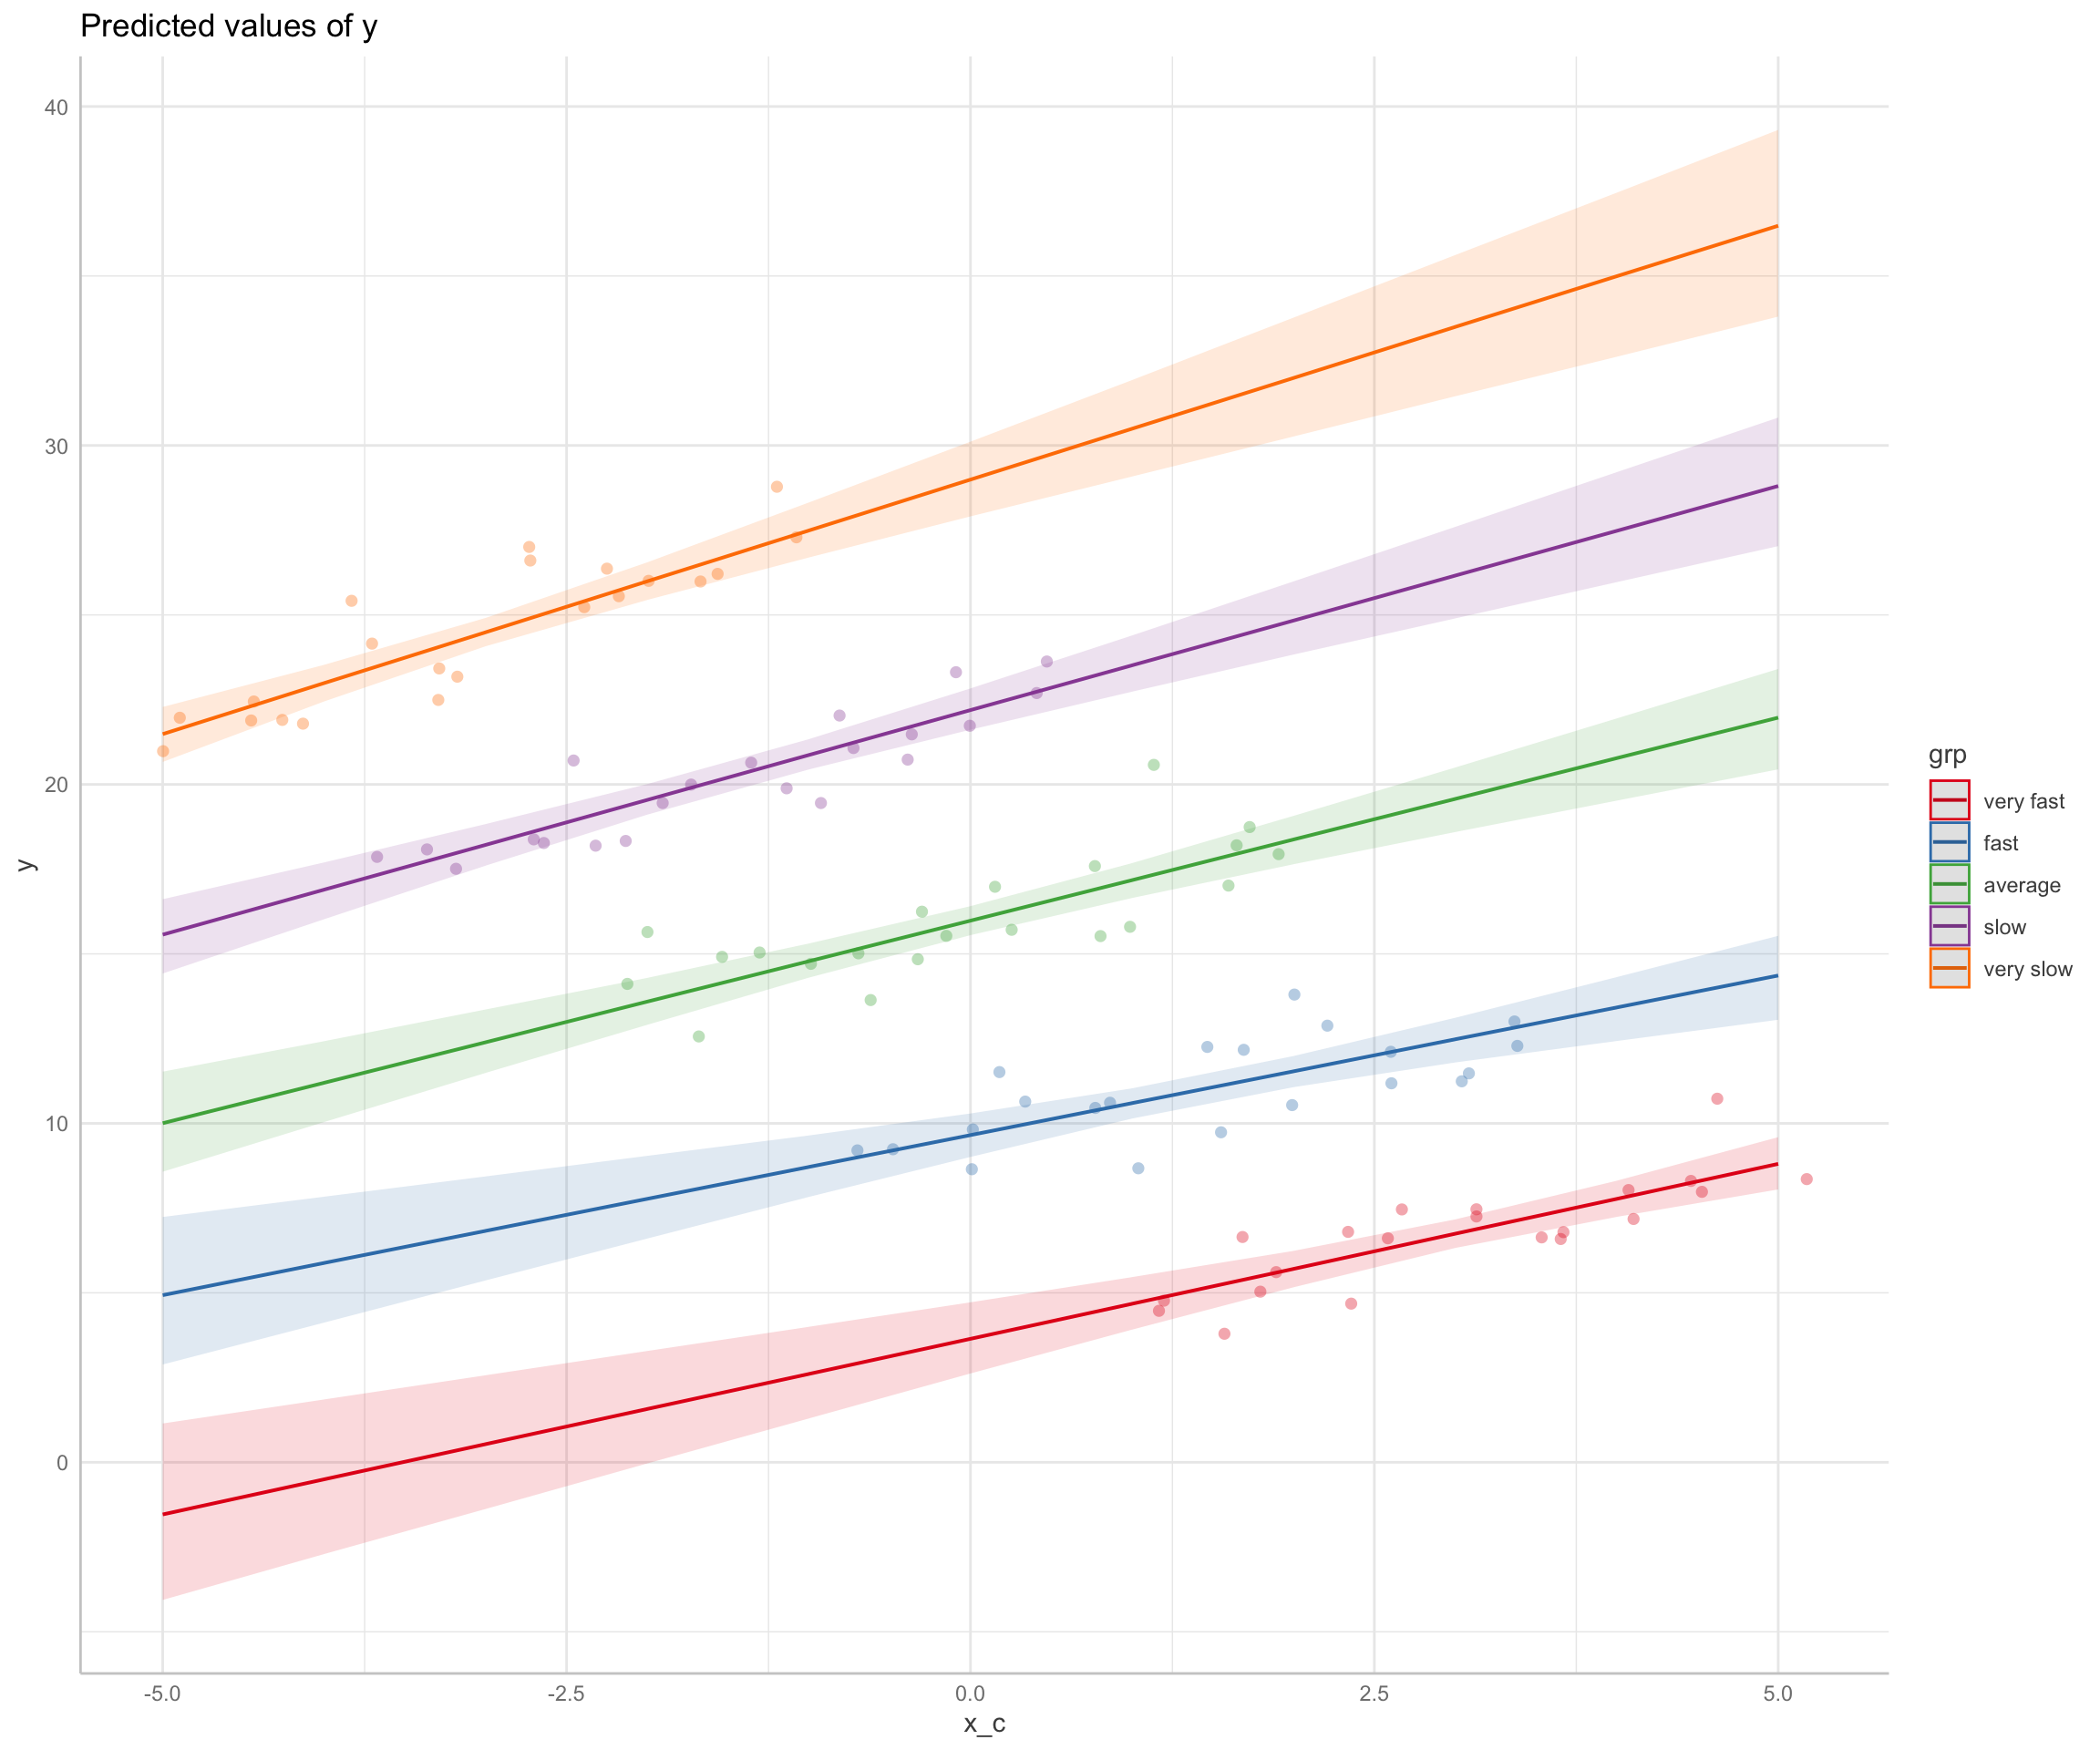 Predicted values of y
40
30
20
10
0
y
-5.0
-2.5
0.0
2.5
5.0
x_c
grp
very fast
fast
average
slow
very slow